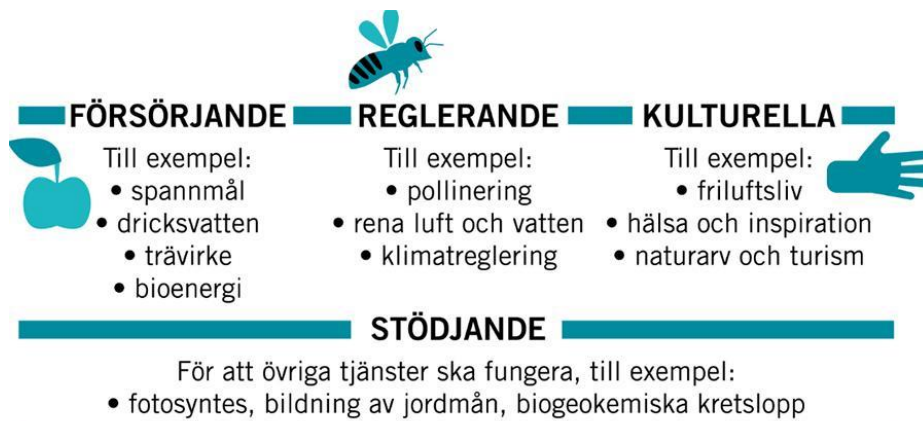 FÖRSÖRJANDE
Till exempel:
• spannmål
• dricksvatten
• trävirke
• bioenergi
REGLERANDE
Till exempel:
• pollinering
• rena luft och vatten
• klimatreglering
KULTURELLA
Till exempel:
• friluftsliv
• hälsa och inspiration
• naturarv och turism
STÖDJANDE
För att övriga tjänster ska fungera, till exempel:
• fotosyntes, bildning av jordmån, biogeokemiska kretslopp